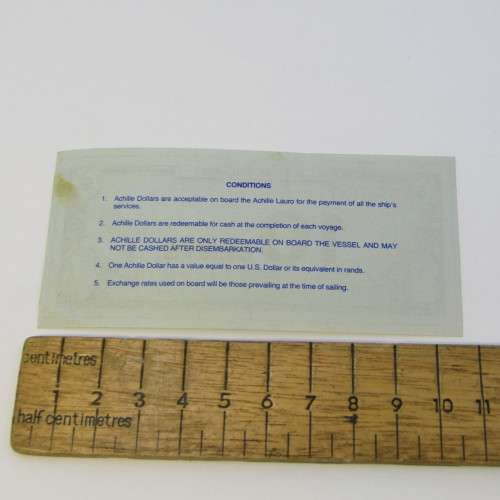 CONDITIONS
1. Achille Dollars are acceptable on board the Achille Lauro for the payment of all the ship's
services.
2. Achille Dollars are redeemable for cash at the completion of each voyage.
3. ACHILLE DOLLARS ARE ONLY REDEEMABLE ON BOARD THE VESSEL AND MAY
NOT BE CASHED AFTER DISEMBARKATION.
4. One Achille Dollar has a value equal to one U.S. Dollar or its equivalent in rands.
5. Exchange rates used on board will be those prevailing at the time of sailing.
centimetres
1 2 3 4 5 6 7 8 9 10 11
half centimetres